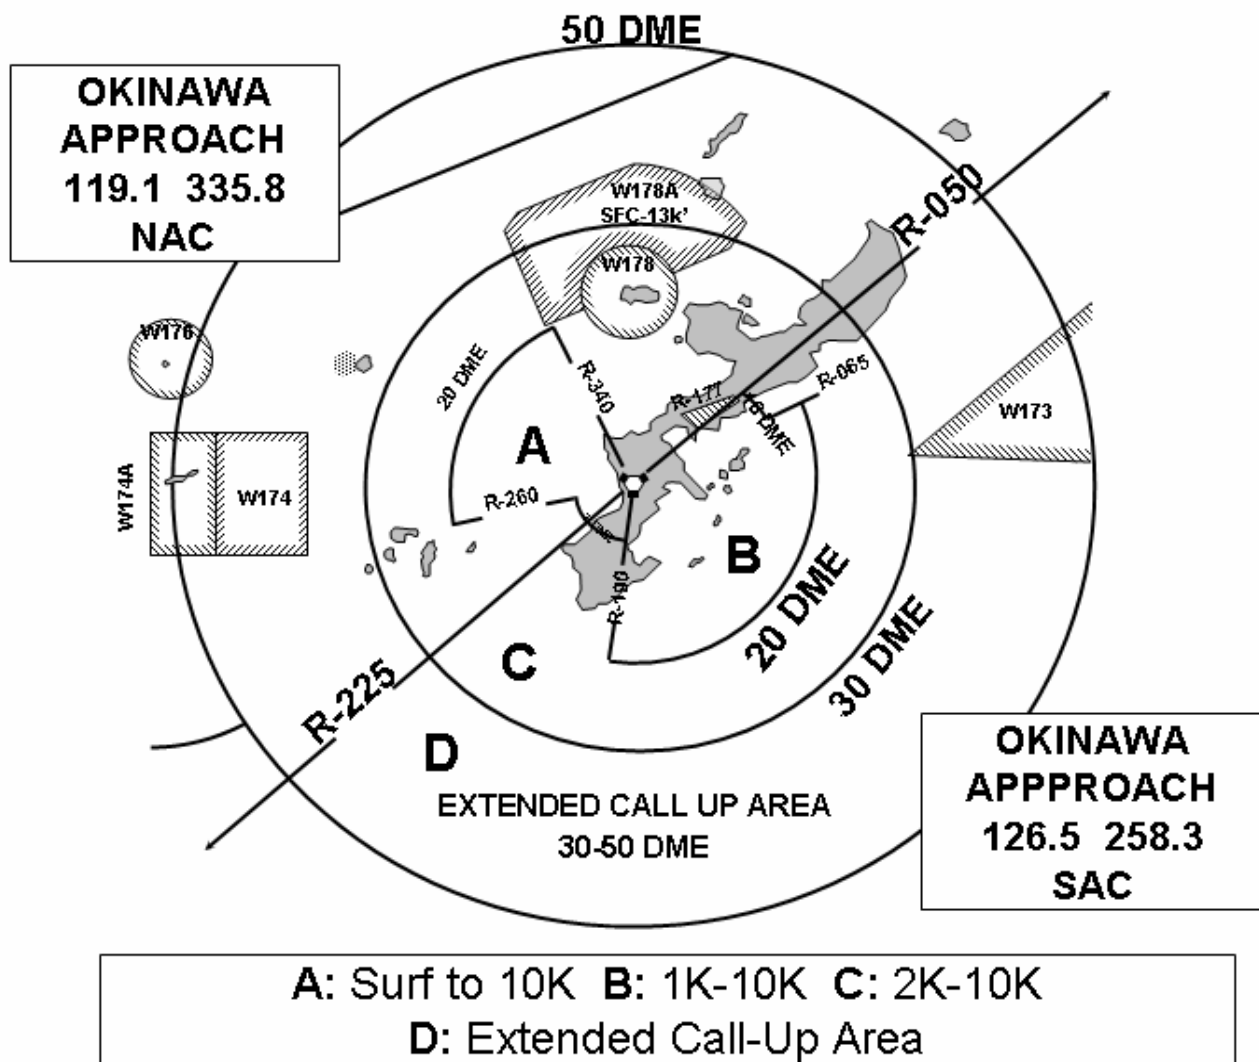 50 DME
OKINAWA
APPROACH
119.1 335.8
NAC
W178A
SFC-13k'
R-050
W178
W176
20 DME
R-340
R-177
R-065
16 DME
W173
A
R-260
W174A
W174
B
R-190
20 DME
30 DME
C
R-225
D
EXTENDED CALL UP AREA
30-50 DME
OKINAWA
APPPROACH
126.5 258.3
SAC
A: Surf to 10K B: 1K-10K C: 2K-10K
D: Extended Call-Up Area